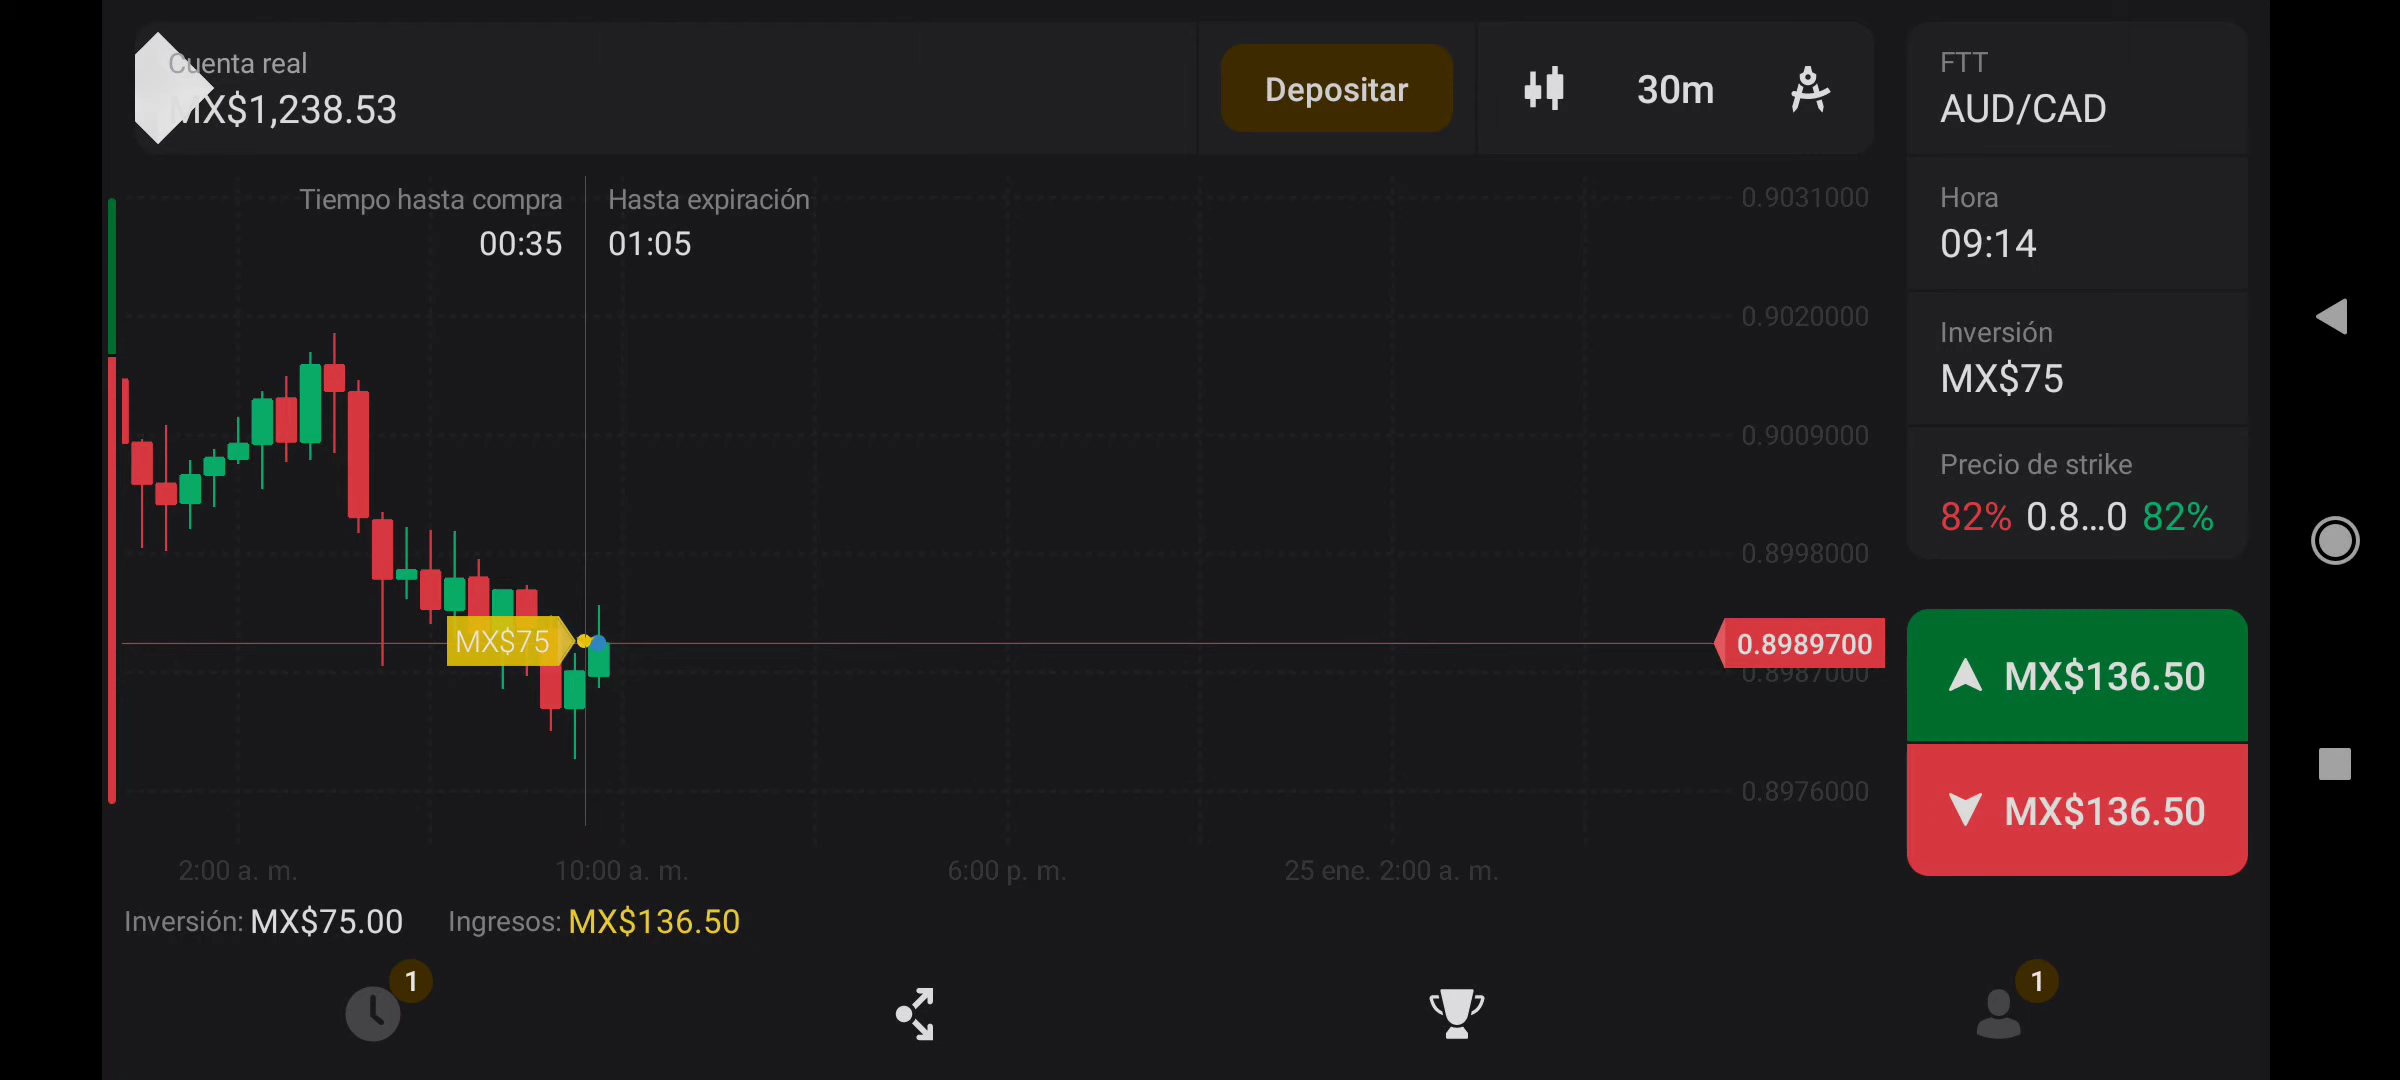 Cuenta real
MX$1,238.53
Depositar
30m
FTT
AUD/CAD
Tiempo hasta compra
00:35
Hasta expiración
01:05
Hora
09:14
Inversión
MX$75
Precio de strike
82% 0.8...0 82%
0.9031000
0.9020000
0.9009000
0.8998000
MX$75
0.8989700
0.8987000
0.8976000
MX$136.50
MX$136.50
2:00 a. m.
10:00 a. m.
6:00 p. m.
25 ene. 2:00 a. m.
Inversión: MX$75.00
Ingresos: MX$136.50
1
1